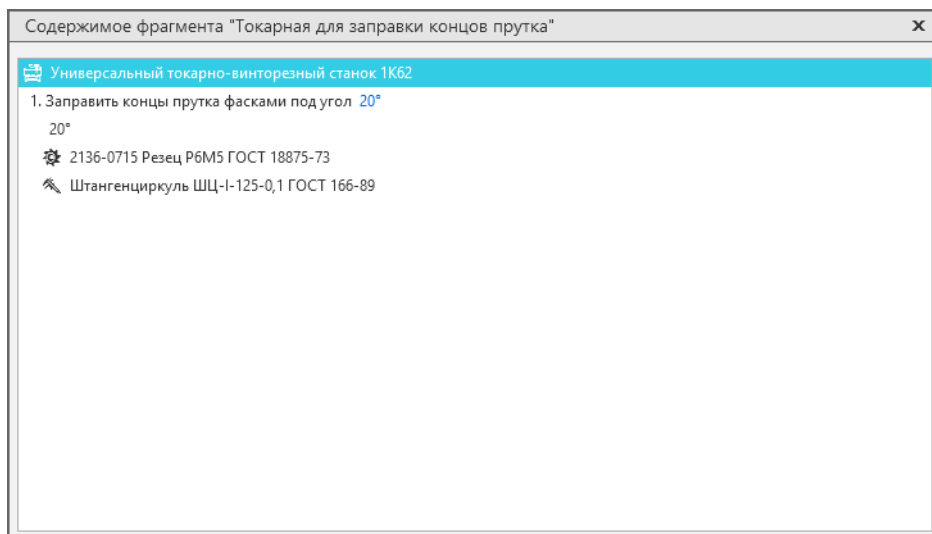 Содержимое фрагмента "Токарная для заправки концов прутка" x
Универсальный токарно-винторезный станок 1К62
1. Заправить концы прутка фасками под угол 20°
20°
2136-0715 Резец Р6М5 ГОСТ 18875-73
Штангенциркуль ШЦ-I-125-0,1 ГОСТ 166-89